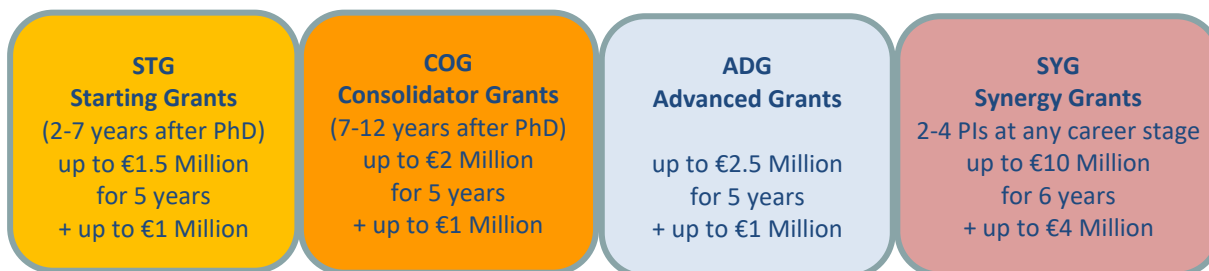 STG
Starting Grants
(2-7 years after PhD)
up to €1.5 Million
for 5 years
+ up to €1 Million
COG
Consolidator Grants
(7-12 years after PhD)
up to €2 Million
for 5 years
+ up to €1 Million
ADG
Advanced Grants
up to €2.5 Million
for 5 years
+ up to €1 Million
SYG
Synergy Grants
2-4 PIs at any career stage
up to €10 Million
for 6 years
+ up to €4 Million